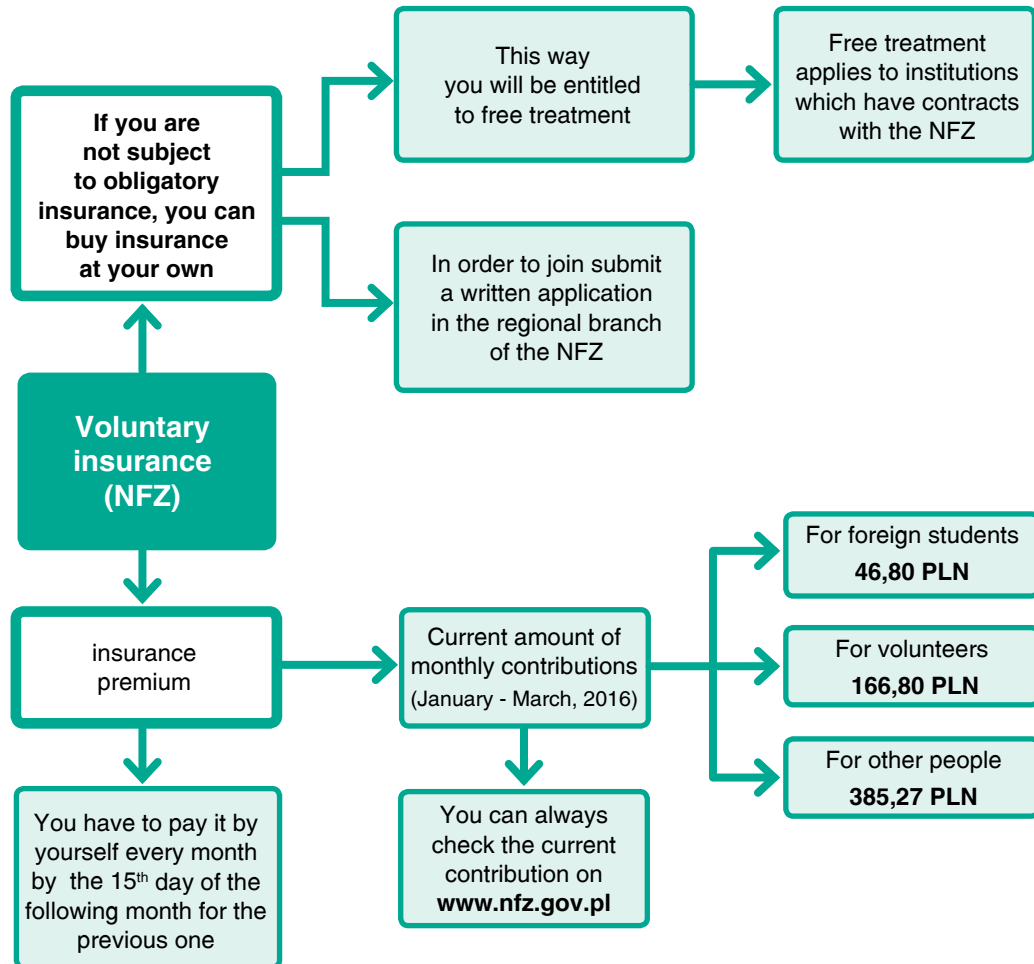 This way
you will be entitled
to free treatment
Free treatment
applies to institutions
which have contracts
with the NFZ
If you are
not subject
to obligatory
insurance, you can
buy insurance
at your own
In order to join submit
a written application
in the regional branch
of the NFZ
Voluntary
insurance
(NFZ)
For foreign students
46,80 PLN
insurance
premium
Current amount of
monthly contributions
(January - March, 2016)
For volunteers
166,80 PLN
For other people
385,27 PLN
You have to pay it by
yourself every month
by the 15th day of the
following month for the
previous one
You can always
check the current
contribution on
www.nfz.gov.pl